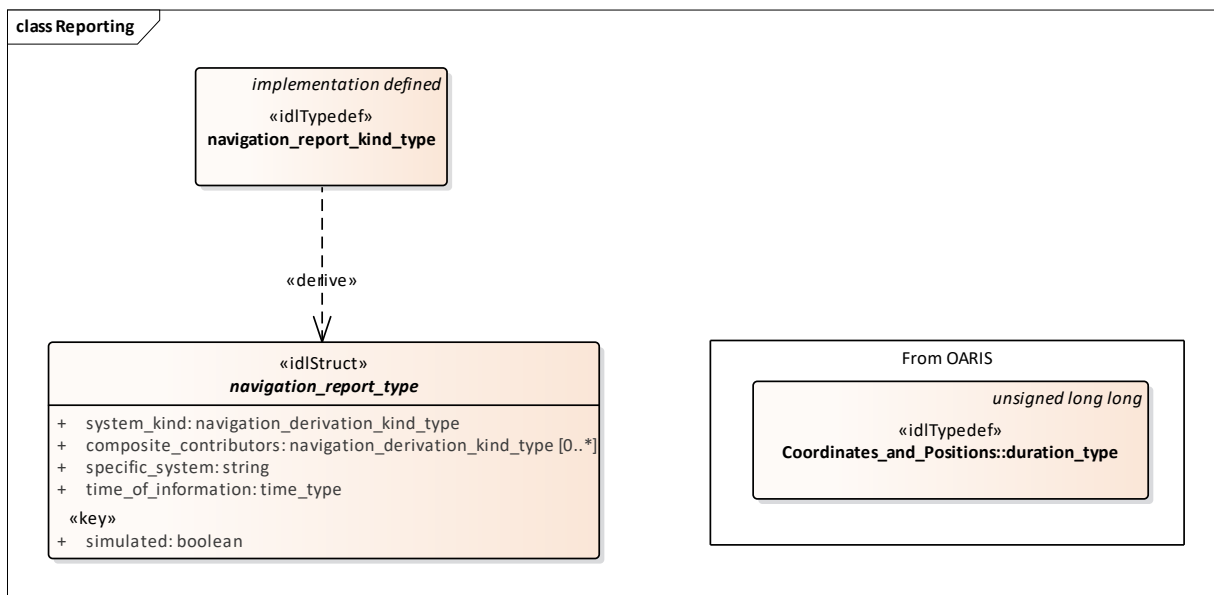 class Reporting
implementation defined
«idlTypedef»
navigation_report_kind_type
«derive»
«idlStruct»
navigation_report_type
+ system_kind: navigation_derivation_kind_type
+ composite_contributors: navigation_derivation_kind_type [0..*]
+ specific_system: string
+ time_of_information: time_type
«key»
+ simulated: boolean
From OARIS
unsigned long long
«idlTypedef»
Coordinates_and_Positions::duration_type